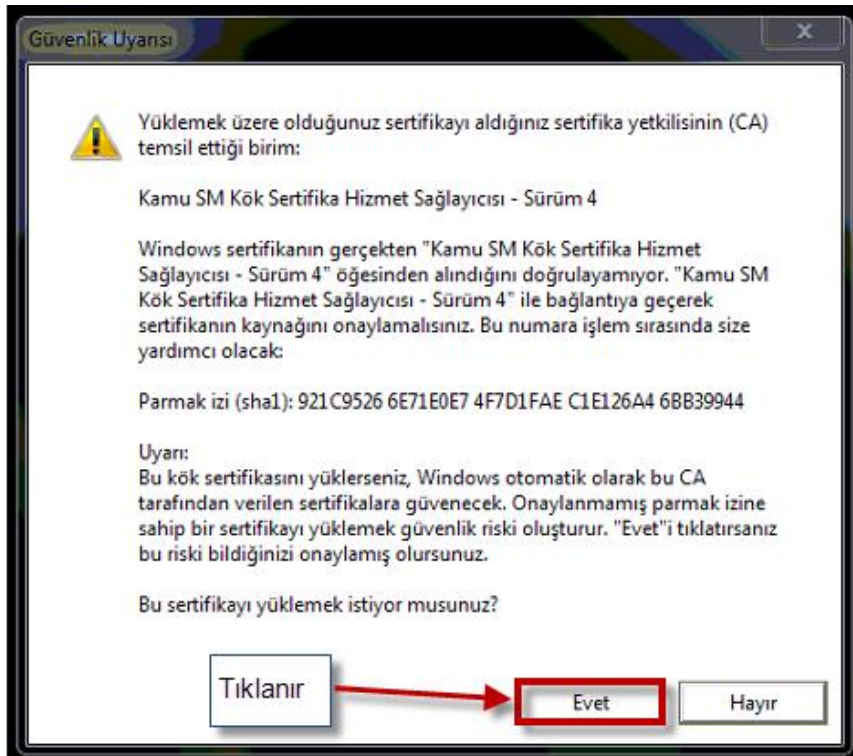 Güvenlik Uyarısı
Yüklemek üzere olduğunuz sertifikayı aldığınız sertifika yetkilisinin (CA)
temsil ettiği birim:
Kamu SM Kök Sertifika Hizmet Sağlayıcısı - Sürüm 4
Windows sertifikanın gerçekten "Kamu SM Kök Sertifika Hizmet
Sağlayıcısı - Sürüm 4" öğesinden alındığını doğrulayamıyor. "Kamu SM
Kök Sertifika Hizmet Sağlayıcısı - Sürüm 4" ile bağlantıya geçerek
sertifikanın kaynağını onaylamalısınız. Bu numara işlem sırasında size
yardımcı olacak:
Parmak izi (sha1): 921C9526 6E71E0E7 4F7D1FAE C1E126A4 6BB39944
Uyarı:
Bu kök sertifikasını yüklerseniz, Windows otomatik olarak bu CA
tarafından verilen sertifikalara güvenecek. Onaylanmamış parmak izine
sahip bir sertifikayı yüklemek güvenlik riski oluşturur. "Evet"i tıklatırsanız
bu riski bildiğinizi onaylamış olursunuz.
Bu sertifikayı yüklemek istiyor musunuz?
Tıklanır
Evet
Hayır